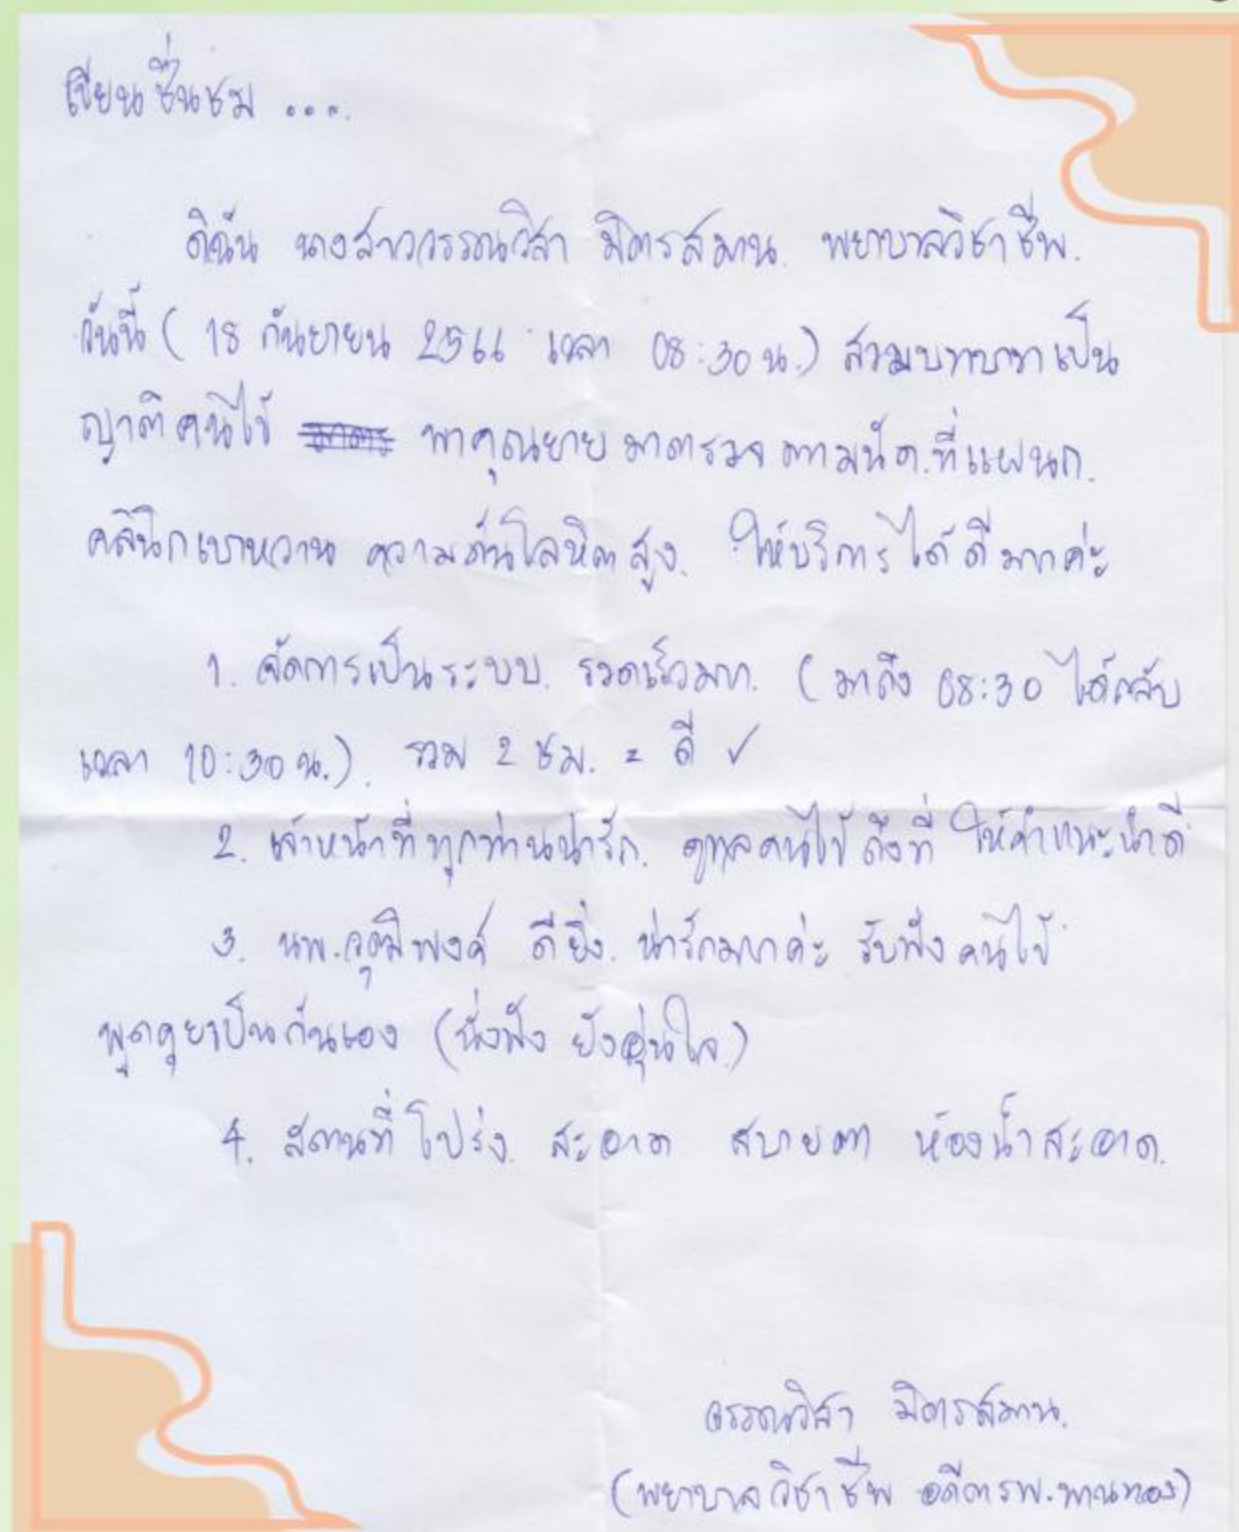 เขียนชื่นชม ....
ดิฉัน นางสาววรรณวิสา มิตรสมาน. พยาบาลวิชาชีพ.
วันนี้ ( 18 กันยายน 2566 เวลา 08:30 น.) สวมบทบาทเป็น
ญาติคนไข้ พาคุณยายมาตรวจตามนัด.ที่แผนก.
คลินิกเบาหวาน ความดันโลหิตสูง. ให้บริการได้ดีมากค่ะ
1. จัดการเป็นระบบ. รวดเร็วมาก. ( มาถึง 08:30 ได้กลับ
เวลา 10:30 น.). รวม 2 ชม. = ดี ✓
2. เจ้าหน้าที่ทุกท่านน่ารัก. ดูแลคนไข้ถึงที่ ให้คำแนะนำดี
3. นพ.วุฒิพงศ์ ดียิ่ง. น่ารักมากค่ะ รับฟังคนไข้
พูดคุยเป็นกันเอง (นั่งฟัง ยังอุ่นใจ.)
4. สถานที่โปร่ง. สะอาด สบายตา ห้องน้ำสะอาด.
วรรณวิสา มิตรสมาน.
(พยาบาลวิชาชีพ อดีตรพ.พานทอง)